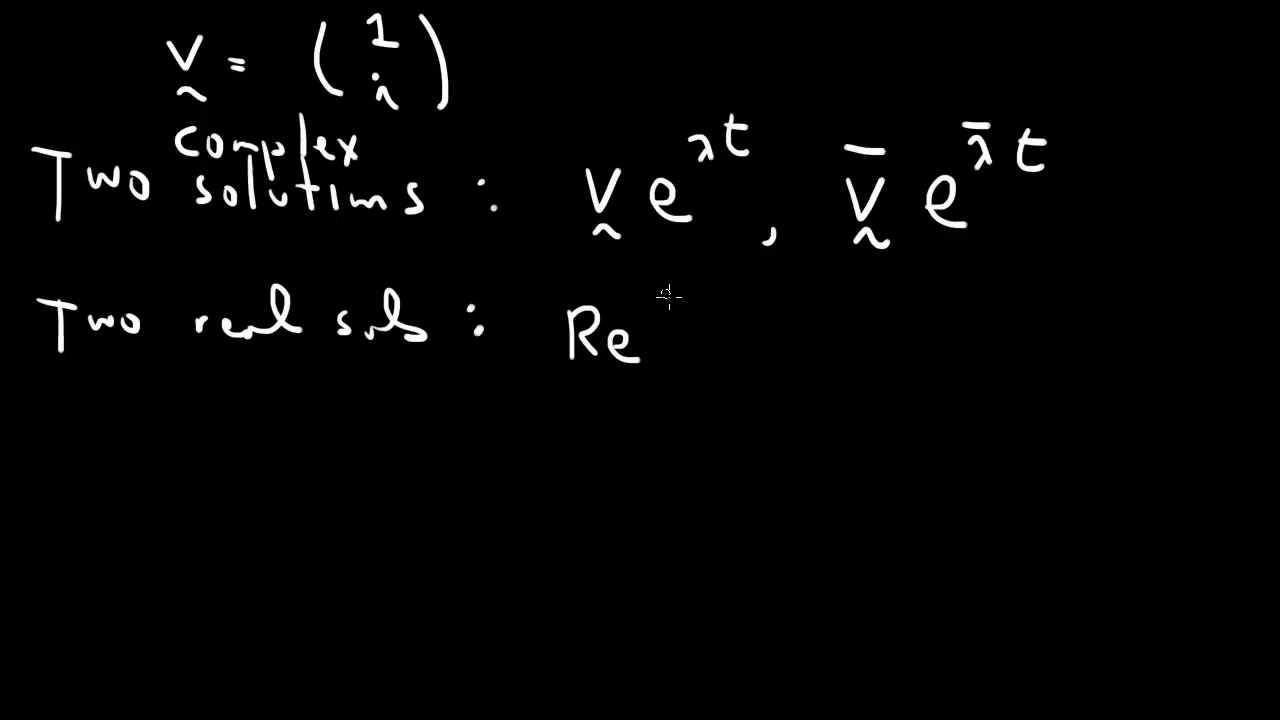 v = ( 1 i )
complex
Two solutions : v e^{λt} , v̄ e^{λ̄t}
Two real sols : Re